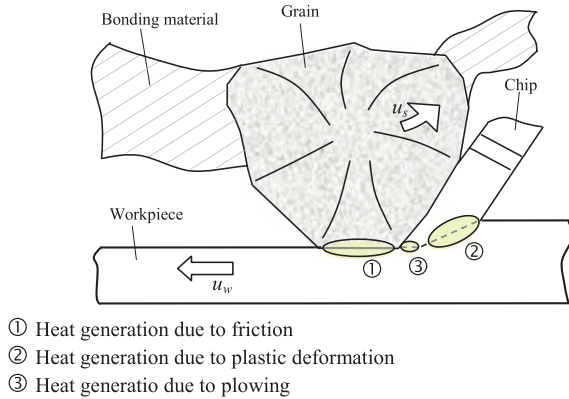 Grain
Bonding material
Chip
u_s
Workpiece
u_w
①
③
②
① Heat generation due to friction
② Heat generation due to plastic deformation
③ Heat generatio due to plowing